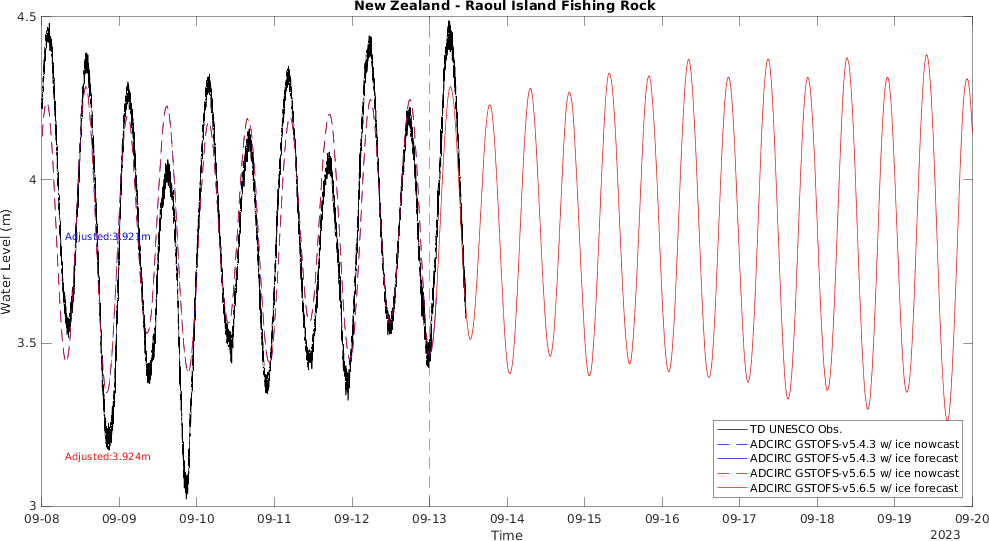 New Zealand - Raoul Island Fishing Rock
4.5
4
3.5
3
Water Level (m)
Adjusted:3.921m
Adjusted:3.924m
TD UNESCO Obs.
ADCIRC GSTOFS-v5.4.3 w/ ice nowcast
ADCIRC GSTOFS-v5.4.3 w/ ice forecast
ADCIRC GSTOFS-v5.6.5 w/ ice nowcast
ADCIRC GSTOFS-v5.6.5 w/ ice forecast
09-08 09-09 09-10 09-11 09-12 09-13 09-14 09-15 09-16 09-17 09-18 09-19 09-20
Time
2023